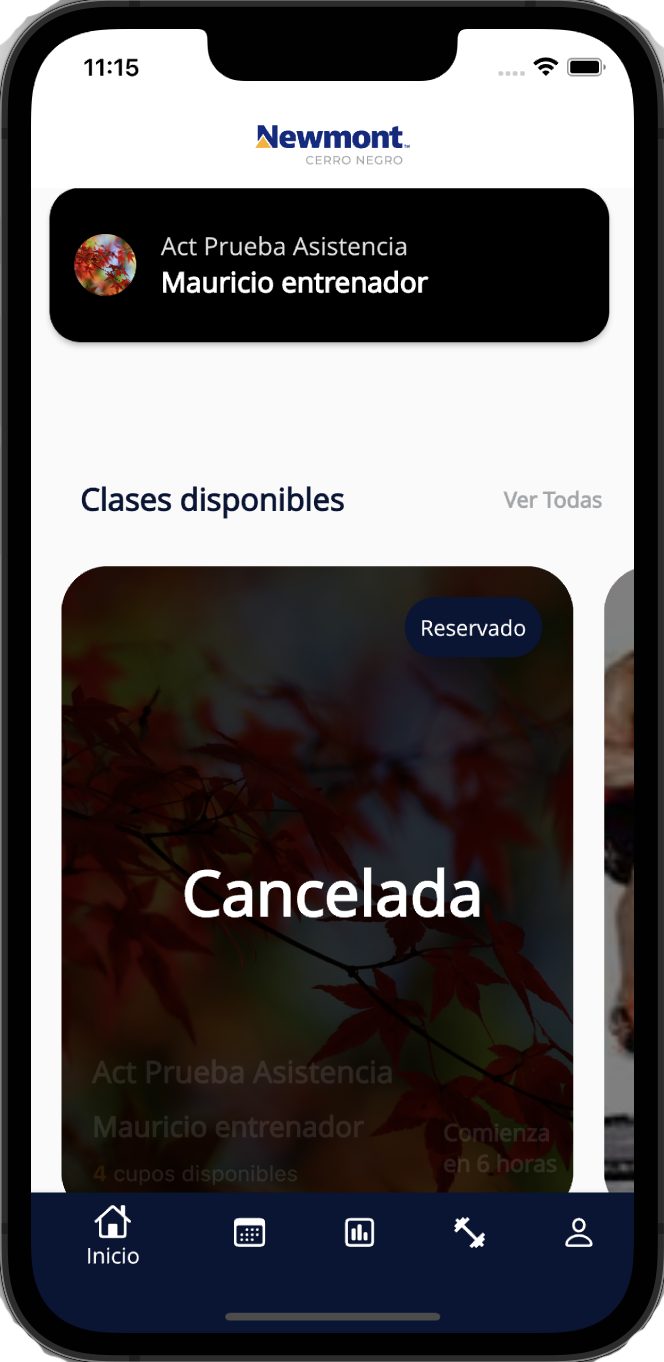 11:15
Newmont™
CERRO NEGRO
Act Prueba Asistencia
Mauricio entrenador
Clases disponibles
Ver Todas
Reservado
Cancelada
Act Prueba Asistencia
Mauricio entrenador
Comienza
en 6 horas
4 cupos disponibles
Inicio